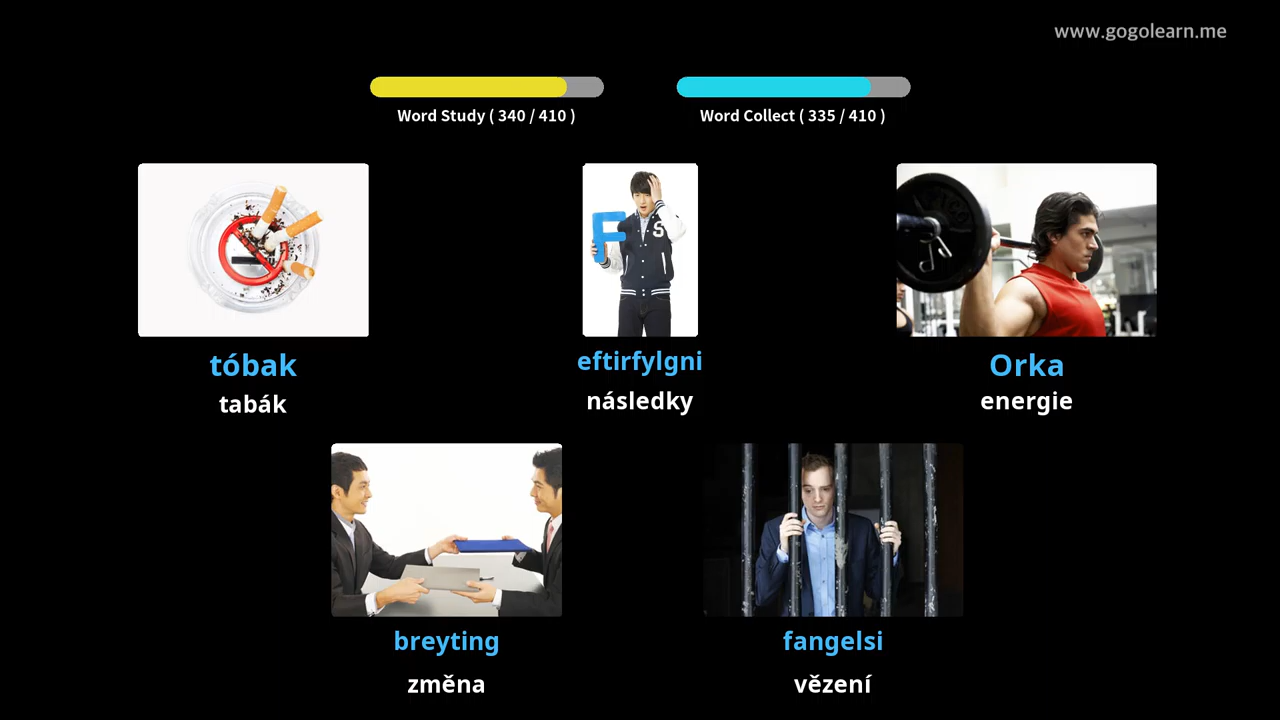 www.gogolearn.me
Word Study ( 340 / 410 )
Word Collect ( 335 / 410 )
F
S
tóbak
tabák
eftirfylgni
následky
Orka
energie
breyting
změna
fangelsi
vězení